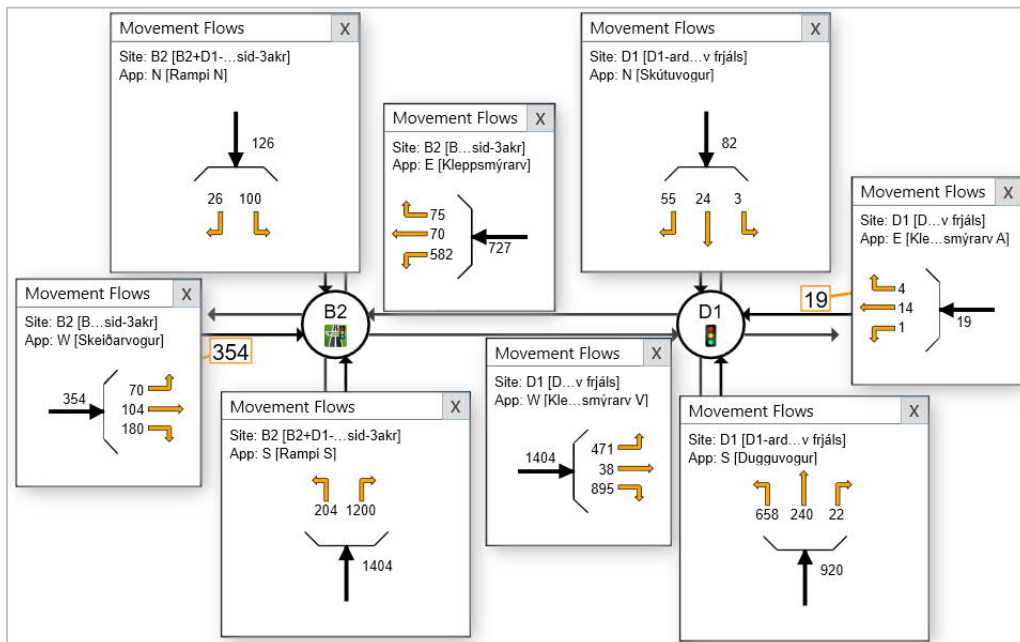 Movement Flows X
Site: B2 [B2+D1-...sid-3akr]
App: N [Rampi N]
126
26 100
Movement Flows X
Site: B2 [B...sid-3akr]
App: E [Kleppsmýrarv]
75
70
582
727
Movement Flows X
Site: D1 [D1-ard...v frjáls]
App: N [Skútuvogur]
82
55 24 3
Movement Flows X
Site: D1 [D...v frjáls]
App: E [Kle...smýrarv A]
4
14
1
19
19
Movement Flows X
Site: B2 [B...sid-3akr]
App: W [Skeiðarvogur]
354
70
104
180
354
B2
D1
Movement Flows X
Site: B2 [B2+D1-...sid-3akr]
App: S [Rampi S]
204 1200
1404
Movement Flows X
Site: D1 [D...v frjáls]
App: W [Kle...smýrarv V]
1404
471
38
895
Movement Flows X
Site: D1 [D1-ard...v frjáls]
App: S [Dugguvogur]
658 240 22
920